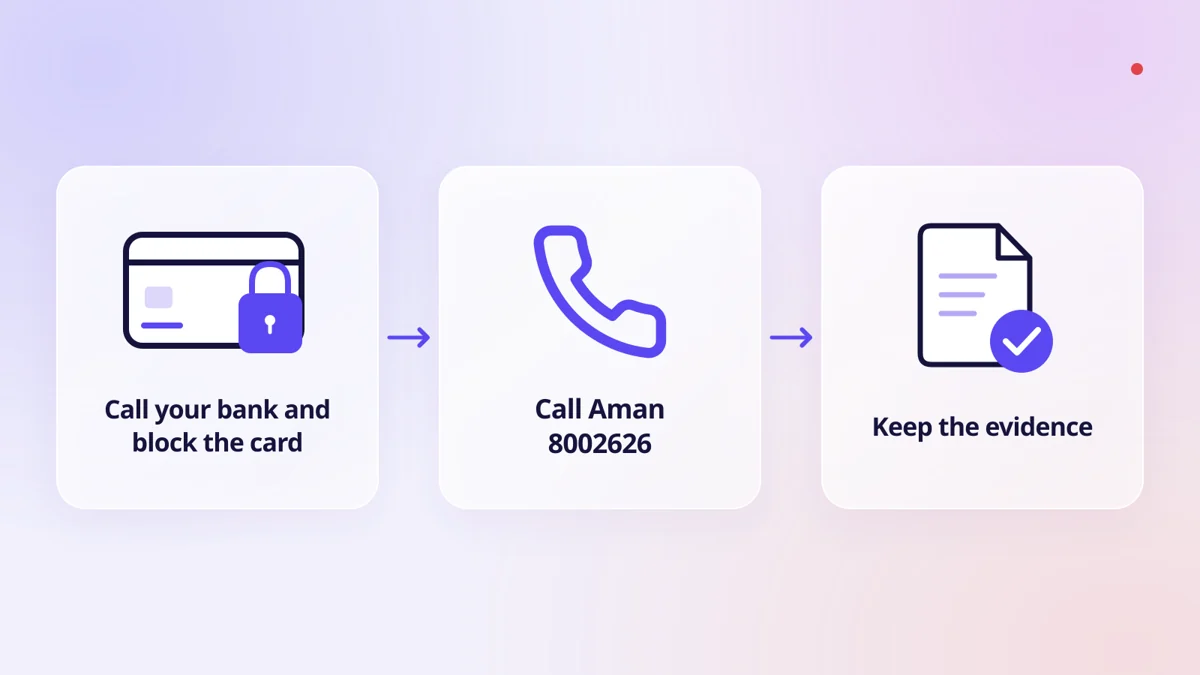 Call your bank and
block the card
Call Aman
8002626
Keep the evidence